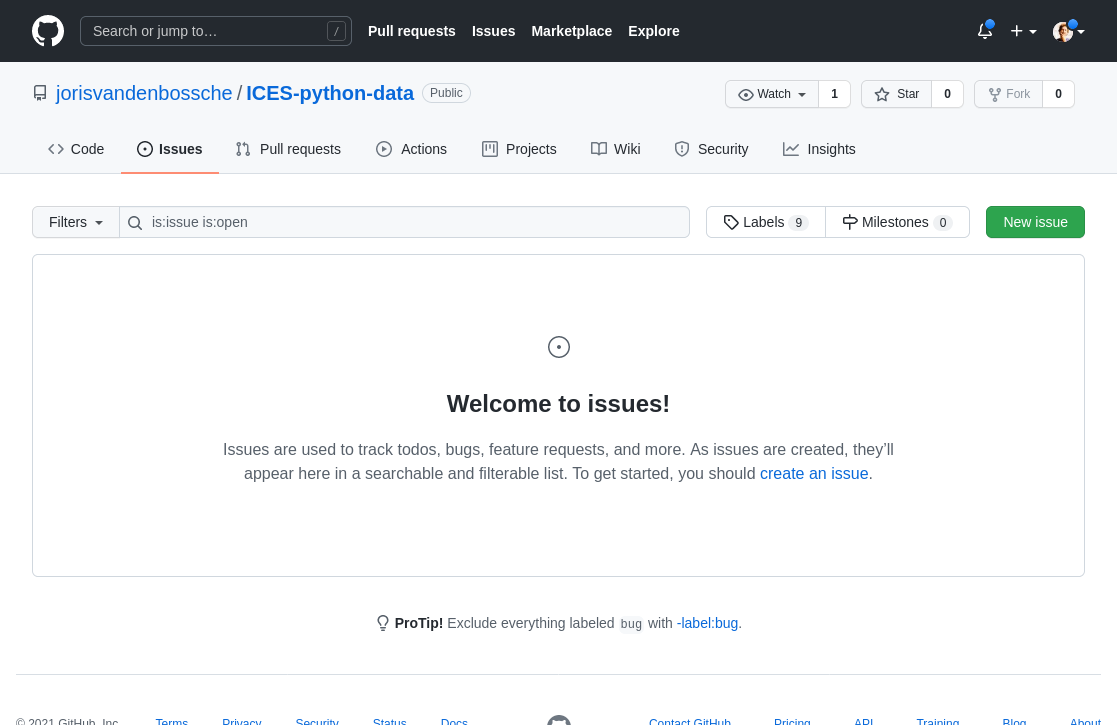 Search or jump to…
/
Pull requests
Issues
Marketplace
Explore
jorisvandenbossche / ICES-python-data
Public
Watch
1
Star
0
Fork
0
Code
Issues
Pull requests
Actions
Projects
Wiki
Security
Insights
Filters
is:issue is:open
Labels 9
Milestones 0
New issue
Welcome to issues!
Issues are used to track todos, bugs, feature requests, and more. As issues are created, they’ll
appear here in a searchable and filterable list. To get started, you should create an issue.
ProTip! Exclude everything labeled bug with -label:bug.
© 2021 GitHub, Inc.
Terms
Privacy
Security
Status
Docs
Contact GitHub
Pricing
API
Training
Blog
About